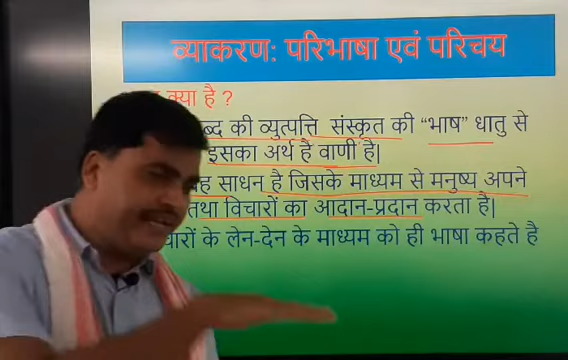 व्याकरण: परिभाषा एवं परिचय
क्या है ?
की व्युत्पत्ति संस्कृत की “भाष” धातु से
इसका अर्थ है वाणी है।
साधन है जिसके माध्यम से मनुष्य अपने
तथा विचारों का आदान-प्रदान करता है।
के लेन-देन के माध्यम को ही भाषा कहते है